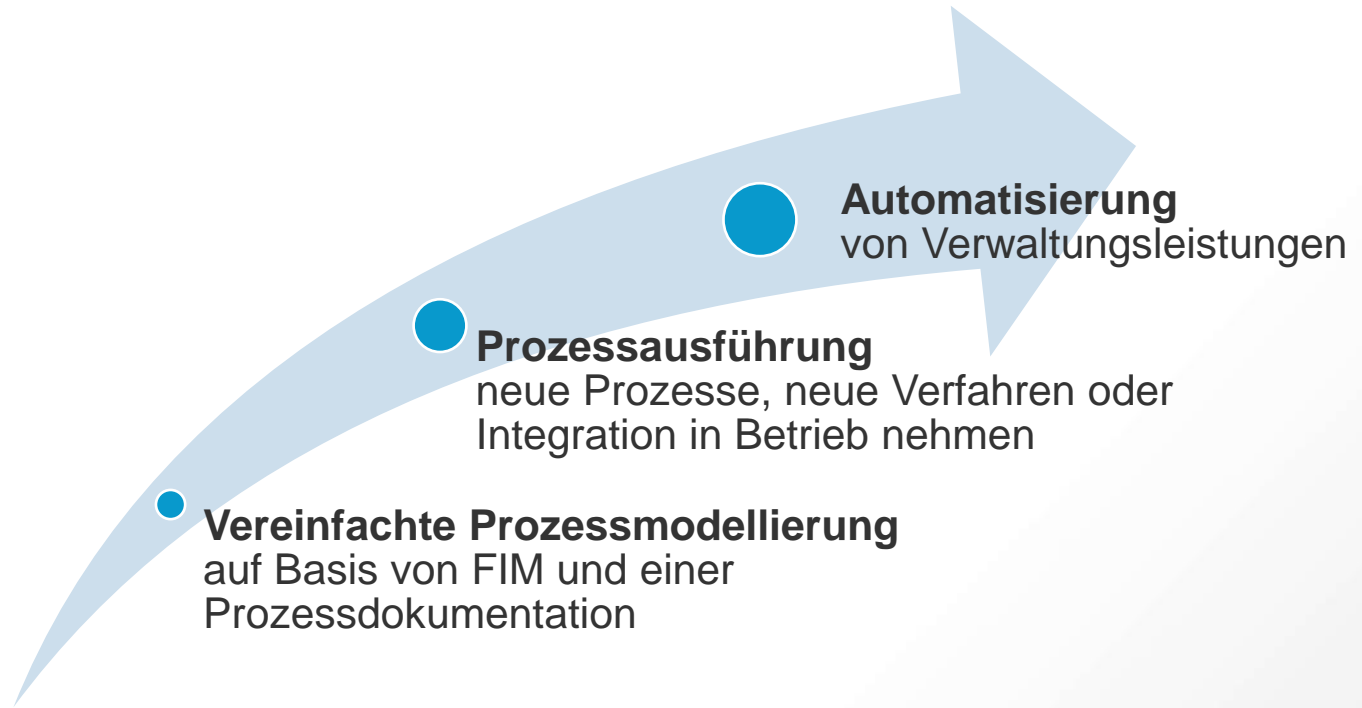 Automatisierung
von Verwaltungsleistungen
Prozessausführung
neue Prozesse, neue Verfahren oder
Integration in Betrieb nehmen
Vereinfachte Prozessmodellierung
auf Basis von FIM und einer
Prozessdokumentation